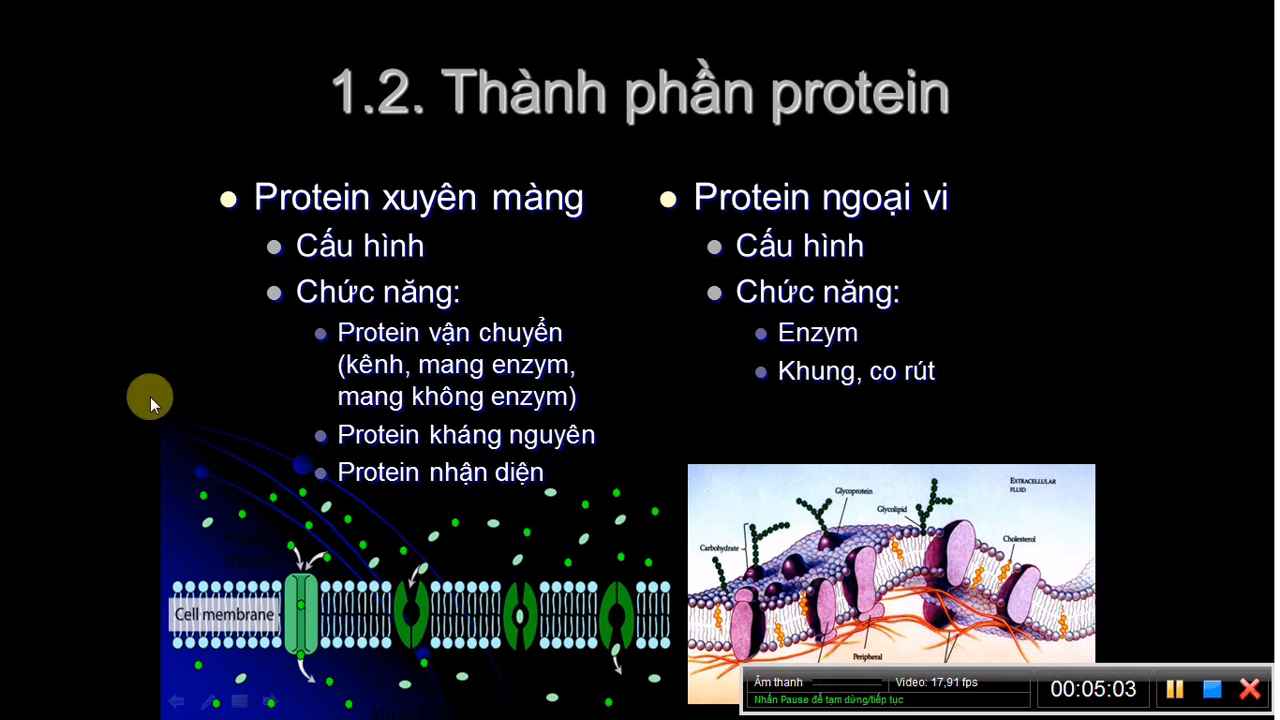 1.2. Thành phần protein
Protein xuyên màng
Cấu hình
Chức năng:
Protein vận chuyển
(kênh, mang enzym,
mang không enzym)
Protein kháng nguyên
Protein nhận diện
Protein ngoại vi
Cấu hình
Chức năng:
Enzym
Khung, co rút
Cell membrane
Glycoprotein
EXTRACELLULAR
FLUID
Glycolipid
Carbohydrate
Cholesterol
Peripheral
Âm thanh
Video: 17,91 fps
Nhấn Pause để tạm dừng/tiếp tục
00:05:03